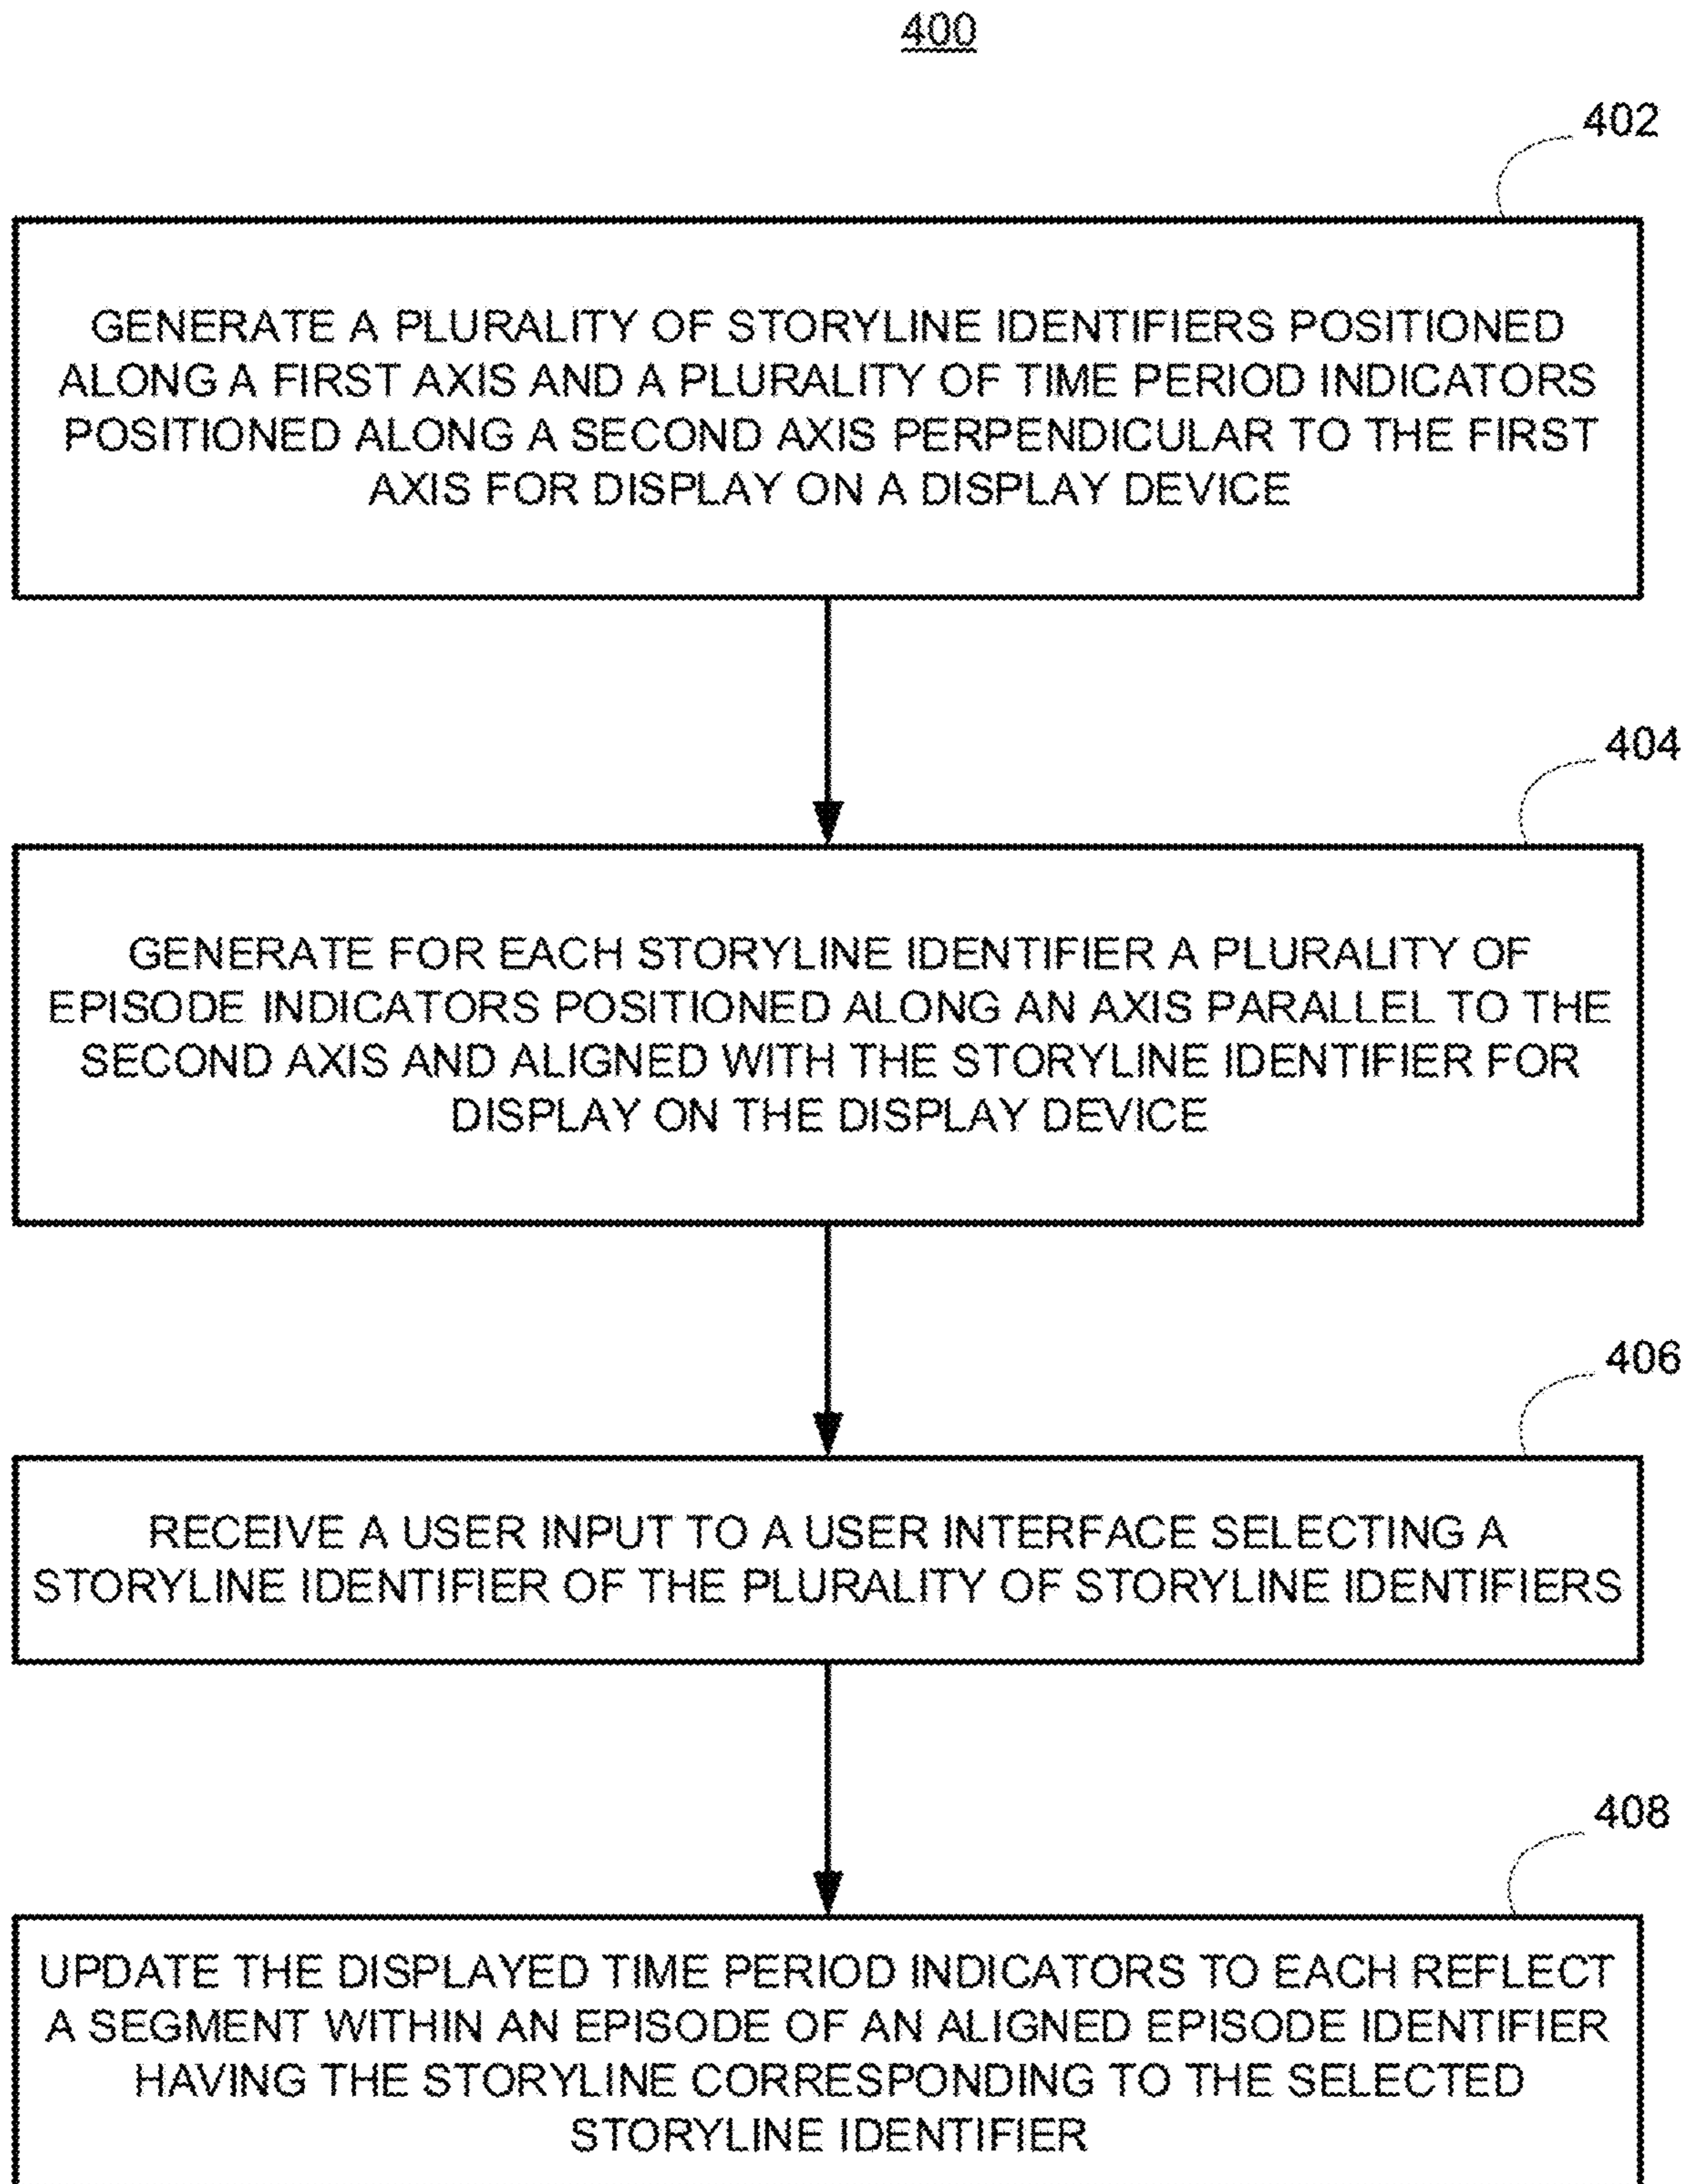 400
402
GENERATE A PLURALITY OF STORYLINE IDENTIFIERS POSITIONED
ALONG A FIRST AXIS AND A PLURALITY OF TIME PERIOD INDICATORS
POSITIONED ALONG A SECOND AXIS PERPENDICULAR TO THE FIRST
AXIS FOR DISPLAY ON A DISPLAY DEVICE
404
GENERATE FOR EACH STORYLINE IDENTIFIER A PLURALITY OF
EPISODE INDICATORS POSITIONED ALONG AN AXIS PARALLEL TO THE
SECOND AXIS AND ALIGNED WITH THE STORYLINE IDENTIFIER FOR
DISPLAY ON THE DISPLAY DEVICE
406
RECEIVE A USER INPUT TO A USER INTERFACE SELECTING A
STORYLINE IDENTIFIER OF THE PLURALITY OF STORYLINE IDENTIFIERS
408
UPDATE THE DISPLAYED TIME PERIOD INDICATORS TO EACH REFLECT
A SEGMENT WITHIN AN EPISODE OF AN ALIGNED EPISODE IDENTIFIER
HAVING THE STORYLINE CORRESPONDING TO THE SELECTED
STORYLINE IDENTIFIER